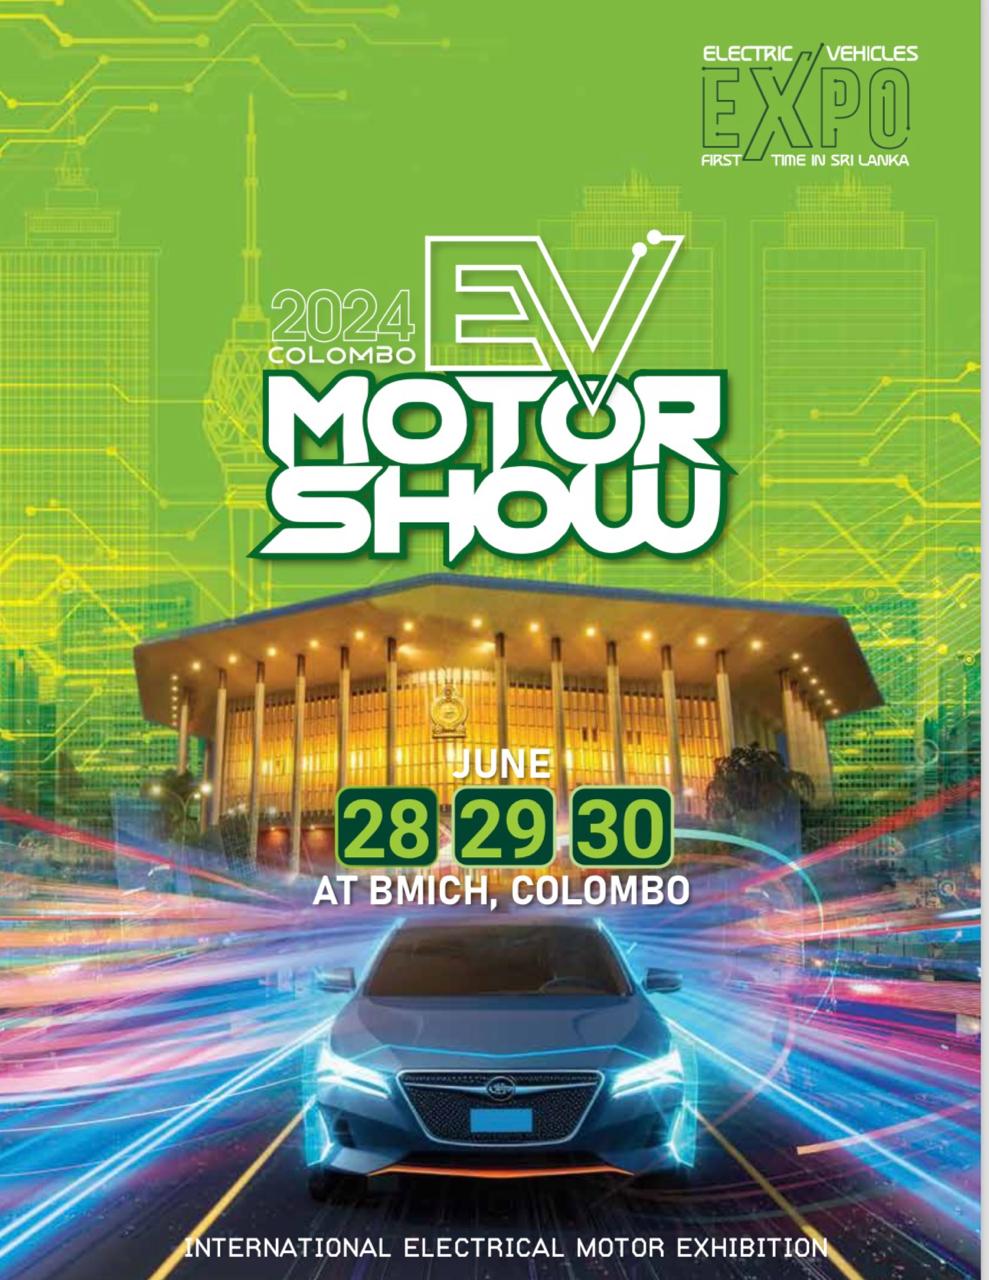 ELECTRIC VEHICLES
EXPO
FIRST TIME IN SRI LANKA
2024
COLOMBO
EV
MOTOR
SHOW
JUNE
28 29 30
AT BMICH, COLOMBO
INTERNATIONAL ELECTRICAL MOTOR EXHIBITION